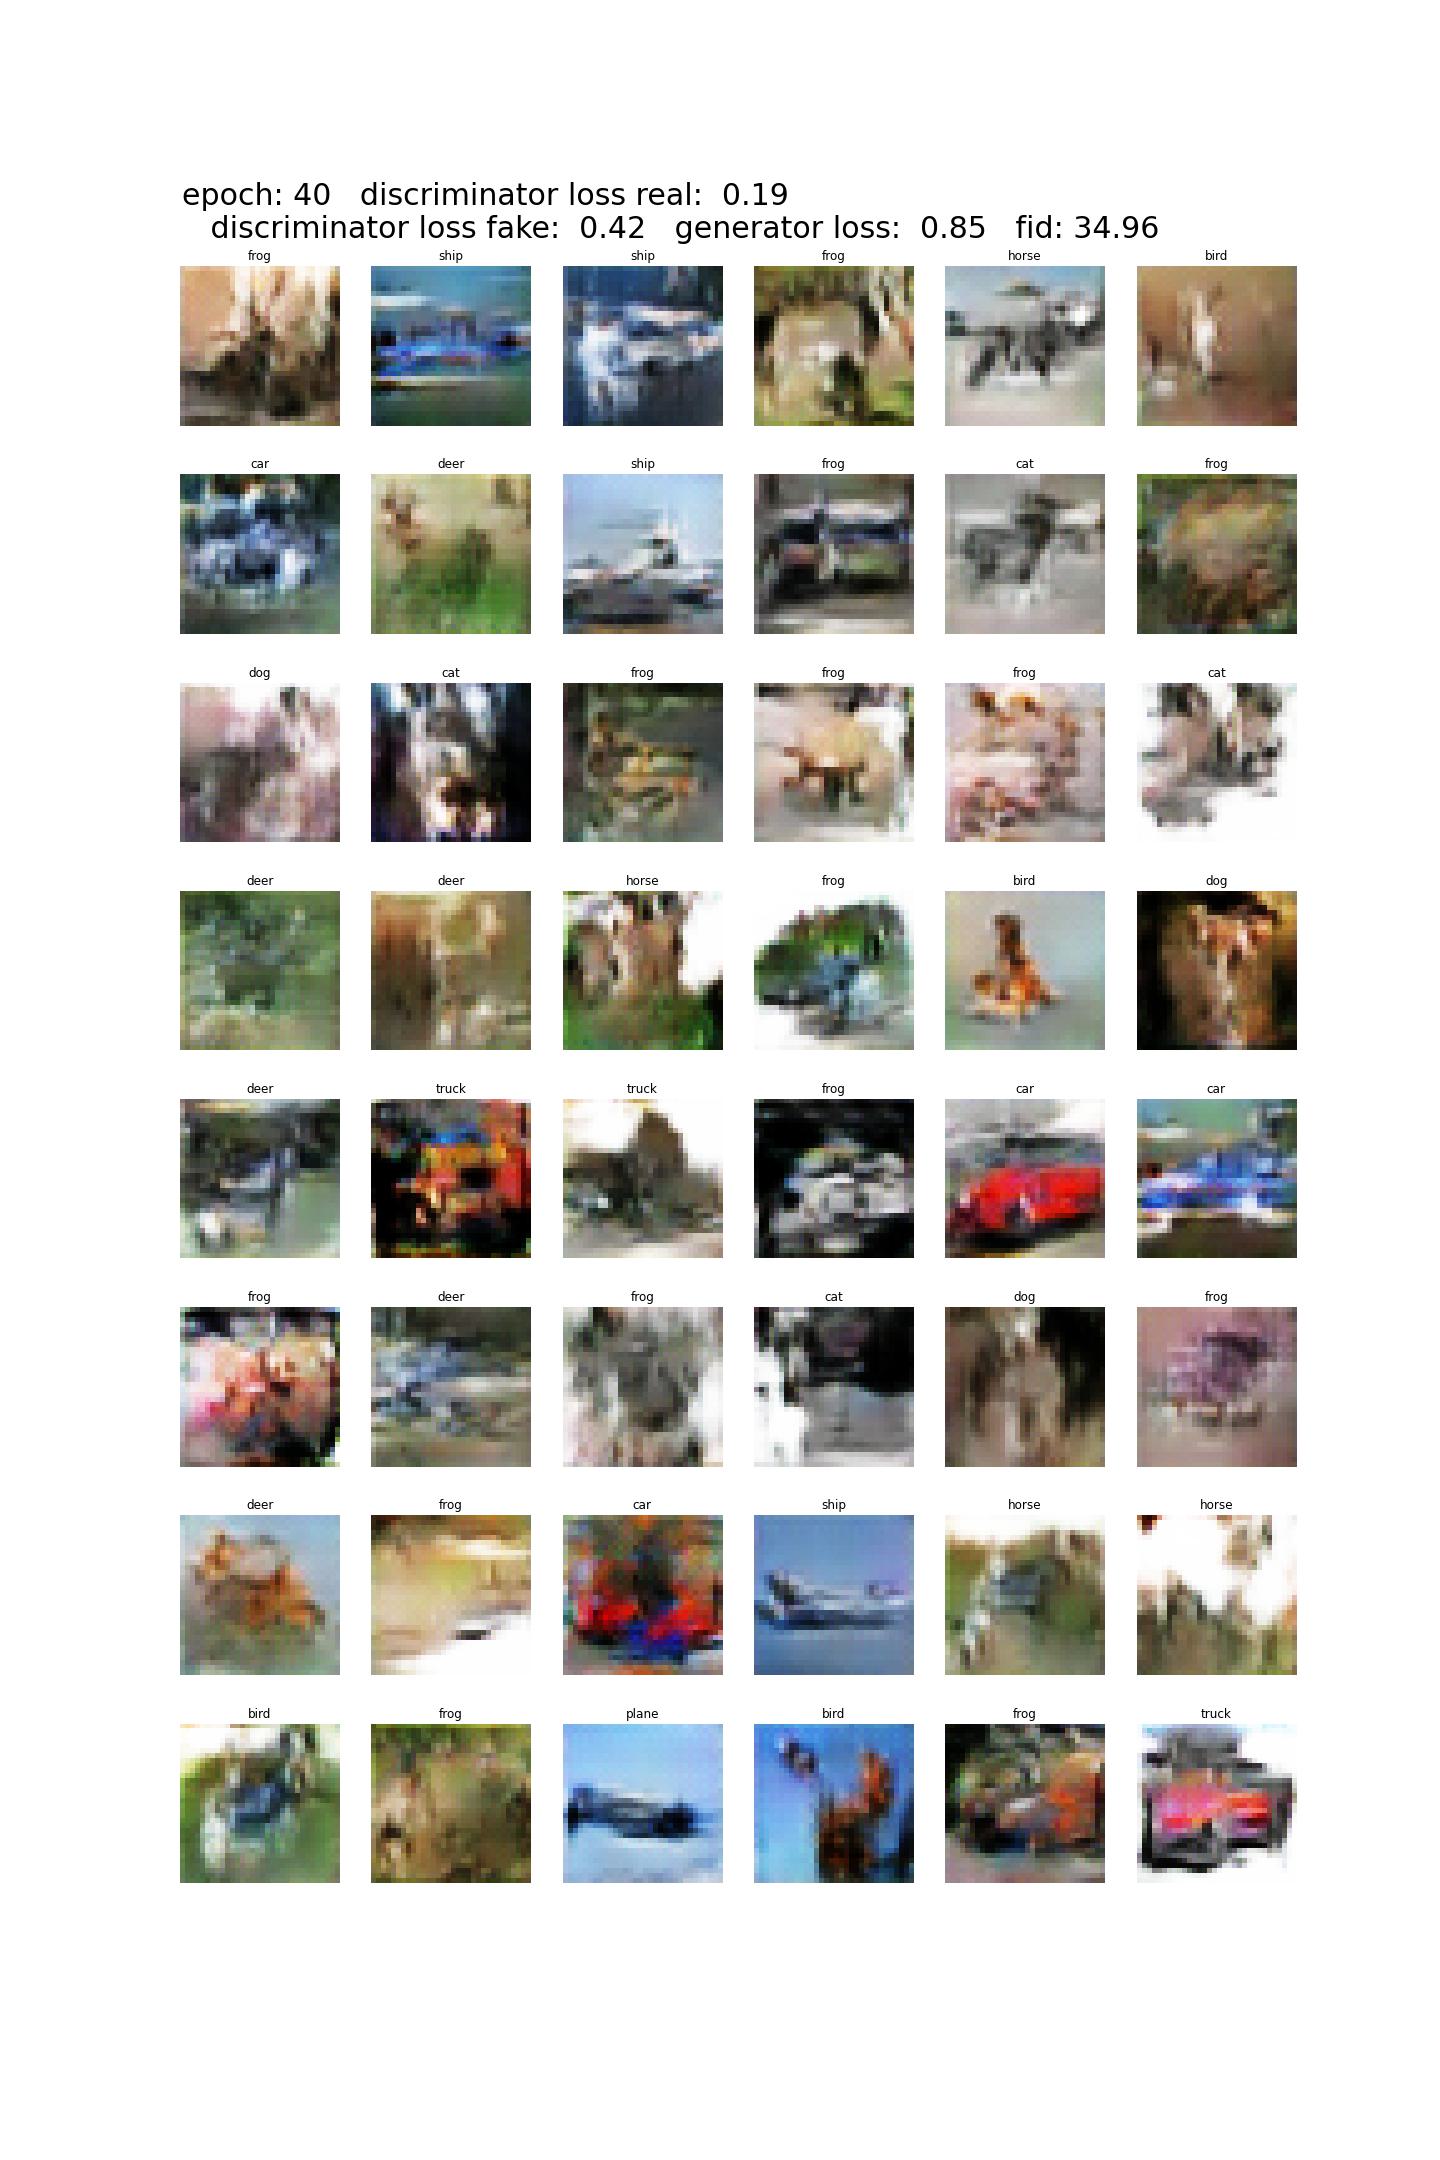 epoch: 40   discriminator loss real:  0.19
discriminator loss fake:  0.42   generator loss:  0.85   fid: 34.96
frog ship ship frog horse bird
car deer ship frog cat frog
dog cat frog frog frog cat
deer deer horse frog bird dog
deer truck truck frog car car
frog deer frog cat dog frog
deer frog car ship horse horse
bird frog plane bird frog truck